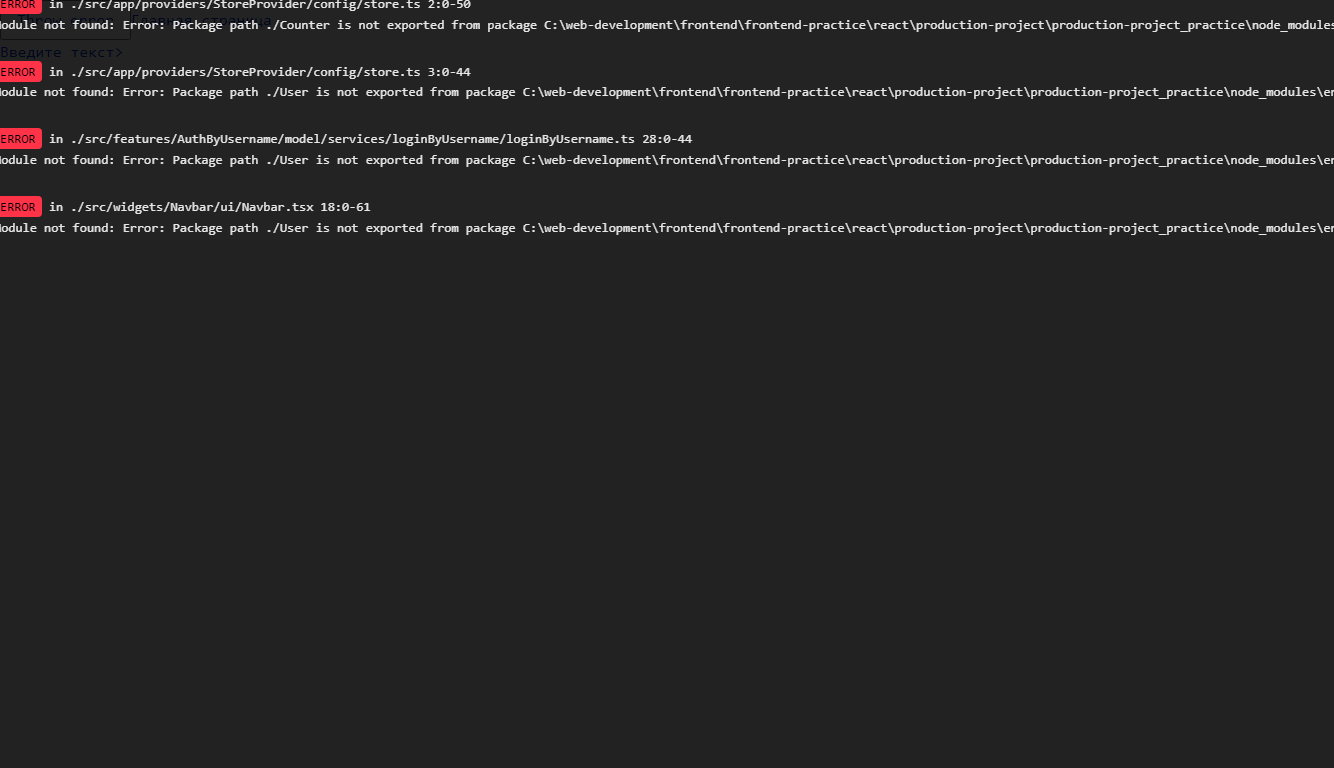 ERROR in ./src/app/providers/StoreProvider/config/store.ts 2:0-50
Главная страница
Module not found: Error: Package path ./Counter is not exported from package C:\web-development\frontend\frontend-practice\react\production-project\production-project_practice\node_modules
Введите текст>
ERROR in ./src/app/providers/StoreProvider/config/store.ts 3:0-44
Module not found: Error: Package path ./User is not exported from package C:\web-development\frontend\frontend-practice\react\production-project\production-project_practice\node_modules\en
ERROR in ./src/features/AuthByUsername/model/services/loginByUsername/loginByUsername.ts 28:0-44
Module not found: Error: Package path ./User is not exported from package C:\web-development\frontend\frontend-practice\react\production-project\production-project_practice\node_modules\en
ERROR in ./src/widgets/Navbar/ui/Navbar.tsx 18:0-61
Module not found: Error: Package path ./User is not exported from package C:\web-development\frontend\frontend-practice\react\production-project\production-project_practice\node_modules\en